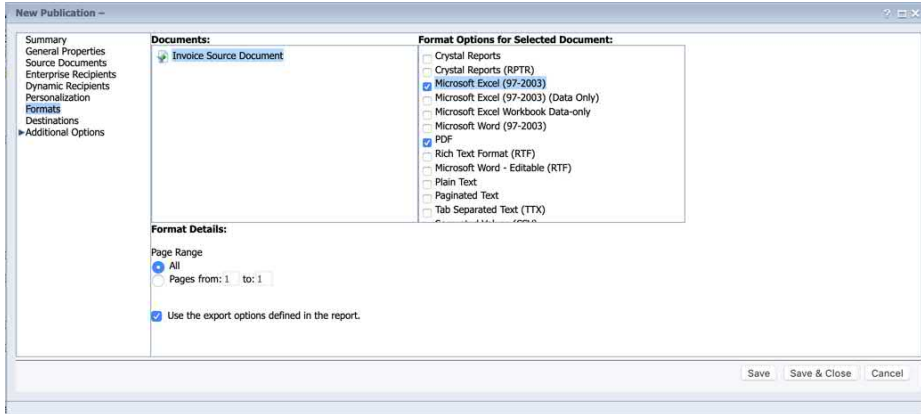 New Publication –
?
Summary
General Properties
Source Documents
Enterprise Recipients
Dynamic Recipients
Personalization
Formats
Destinations
Additional Options
Documents:
Invoice Source Document
Format Options for Selected Document:
Crystal Reports
Crystal Reports (RPTR)
Microsoft Excel (97-2003)
Microsoft Excel (97-2003) (Data Only)
Microsoft Excel Workbook Data-only
Microsoft Word (97-2003)
PDF
Rich Text Format (RTF)
Microsoft Word - Editable (RTF)
Plain Text
Paginated Text
Tab Separated Text (TTX)
Format Details:
Page Range
All
Pages from: 1 to: 1
Use the export options defined in the report.
Save Save & Close Cancel